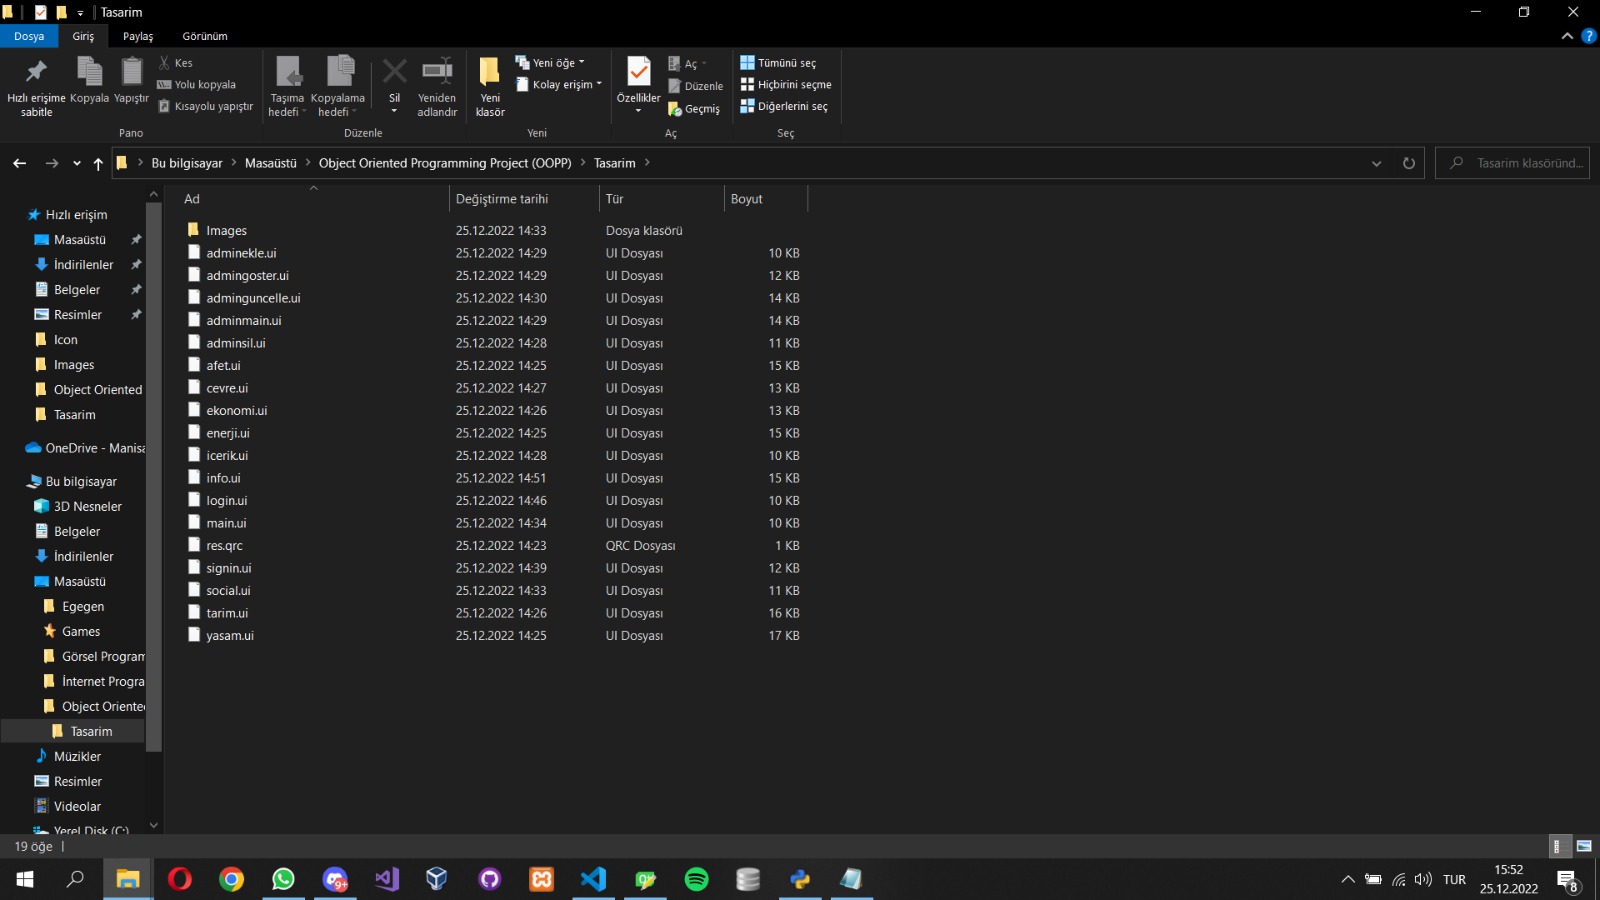 Tasarim
Dosya Giriş Paylaş Görünüm
Hızlı erişime sabitle
Kopyala
Yapıştır
Kes
Yolu kopyala
Kısayolu yapıştır
Pano
Taşıma hedefi
Kopyalama hedefi
Sil
Yeniden adlandır
Düzenle
Yeni klasör
Yeni öğe
Kolay erişim
Yeni
Özellikler
Aç
Düzenle
Geçmiş
Aç
Tümünü seç
Hiçbirini seçme
Diğerlerini seç
Seç
Bu bilgisayar Masaüstü Object Oriented Programming Project (OOPP) Tasarim
Tasarim klasöründ...
Hızlı erişim
Masaüstü
İndirilenler
Belgeler
Resimler
Icon
Images
Object Oriented
Tasarim
OneDrive - Manisa
Bu bilgisayar
3D Nesneler
Belgeler
İndirilenler
Masaüstü
Egegen
Games
Görsel Program
İnternet Progra
Object Oriented
Tasarim
Müzikler
Resimler
Videolar
Yerel Disk (C:)
Ad Değiştirme tarihi Tür Boyut
Images 25.12.2022 14:33 Dosya klasörü
adminekle.ui 25.12.2022 14:29 UI Dosyası 10 KB
admingoster.ui 25.12.2022 14:29 UI Dosyası 12 KB
adminguncelle.ui 25.12.2022 14:30 UI Dosyası 14 KB
adminmain.ui 25.12.2022 14:29 UI Dosyası 14 KB
adminsil.ui 25.12.2022 14:28 UI Dosyası 11 KB
afet.ui 25.12.2022 14:25 UI Dosyası 15 KB
cevre.ui 25.12.2022 14:27 UI Dosyası 13 KB
ekonomi.ui 25.12.2022 14:26 UI Dosyası 13 KB
enerji.ui 25.12.2022 14:25 UI Dosyası 15 KB
icerik.ui 25.12.2022 14:28 UI Dosyası 10 KB
info.ui 25.12.2022 14:51 UI Dosyası 15 KB
login.ui 25.12.2022 14:46 UI Dosyası 10 KB
main.ui 25.12.2022 14:34 UI Dosyası 10 KB
res.qrc 25.12.2022 14:23 QRC Dosyası 1 KB
signin.ui 25.12.2022 14:39 UI Dosyası 12 KB
social.ui 25.12.2022 14:33 UI Dosyası 11 KB
tarim.ui 25.12.2022 14:26 UI Dosyası 16 KB
yasam.ui 25.12.2022 14:25 UI Dosyası 17 KB
19 öğe
9+
TUR
15:52
25.12.2022
8